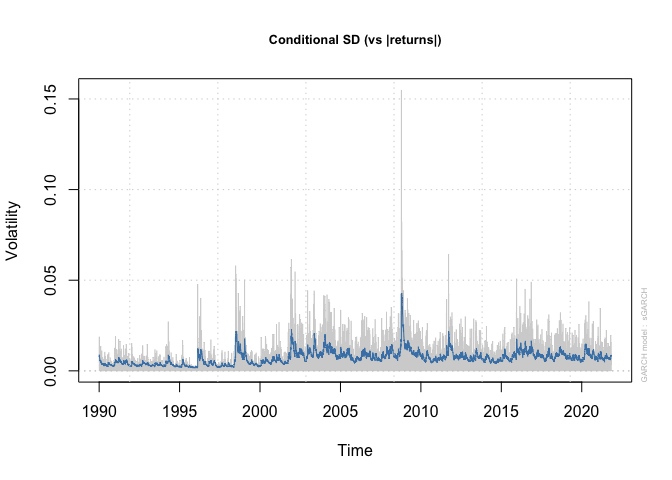 Conditional SD (vs |returns|)
Volatility
0.15
0.10
0.05
0.00
1990 1995 2000 2005 2010 2015 2020
Time
GARCH model : sGARCH